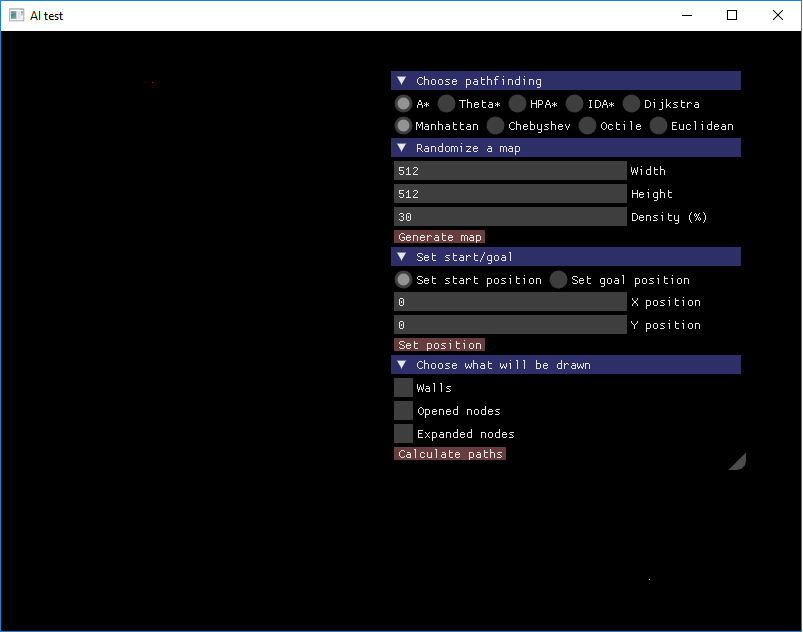 AI test
Choose pathfinding
A* Theta* HPA* IDA* Dijkstra
Manhattan Chebyshev Octile Euclidean
Randomize a map
512 Width
512 Height
30 Density (%)
Generate map
Set start/goal
Set start position Set goal position
0 X position
0 Y position
Set position
Choose what will be drawn
Walls
Opened nodes
Expanded nodes
Calculate paths